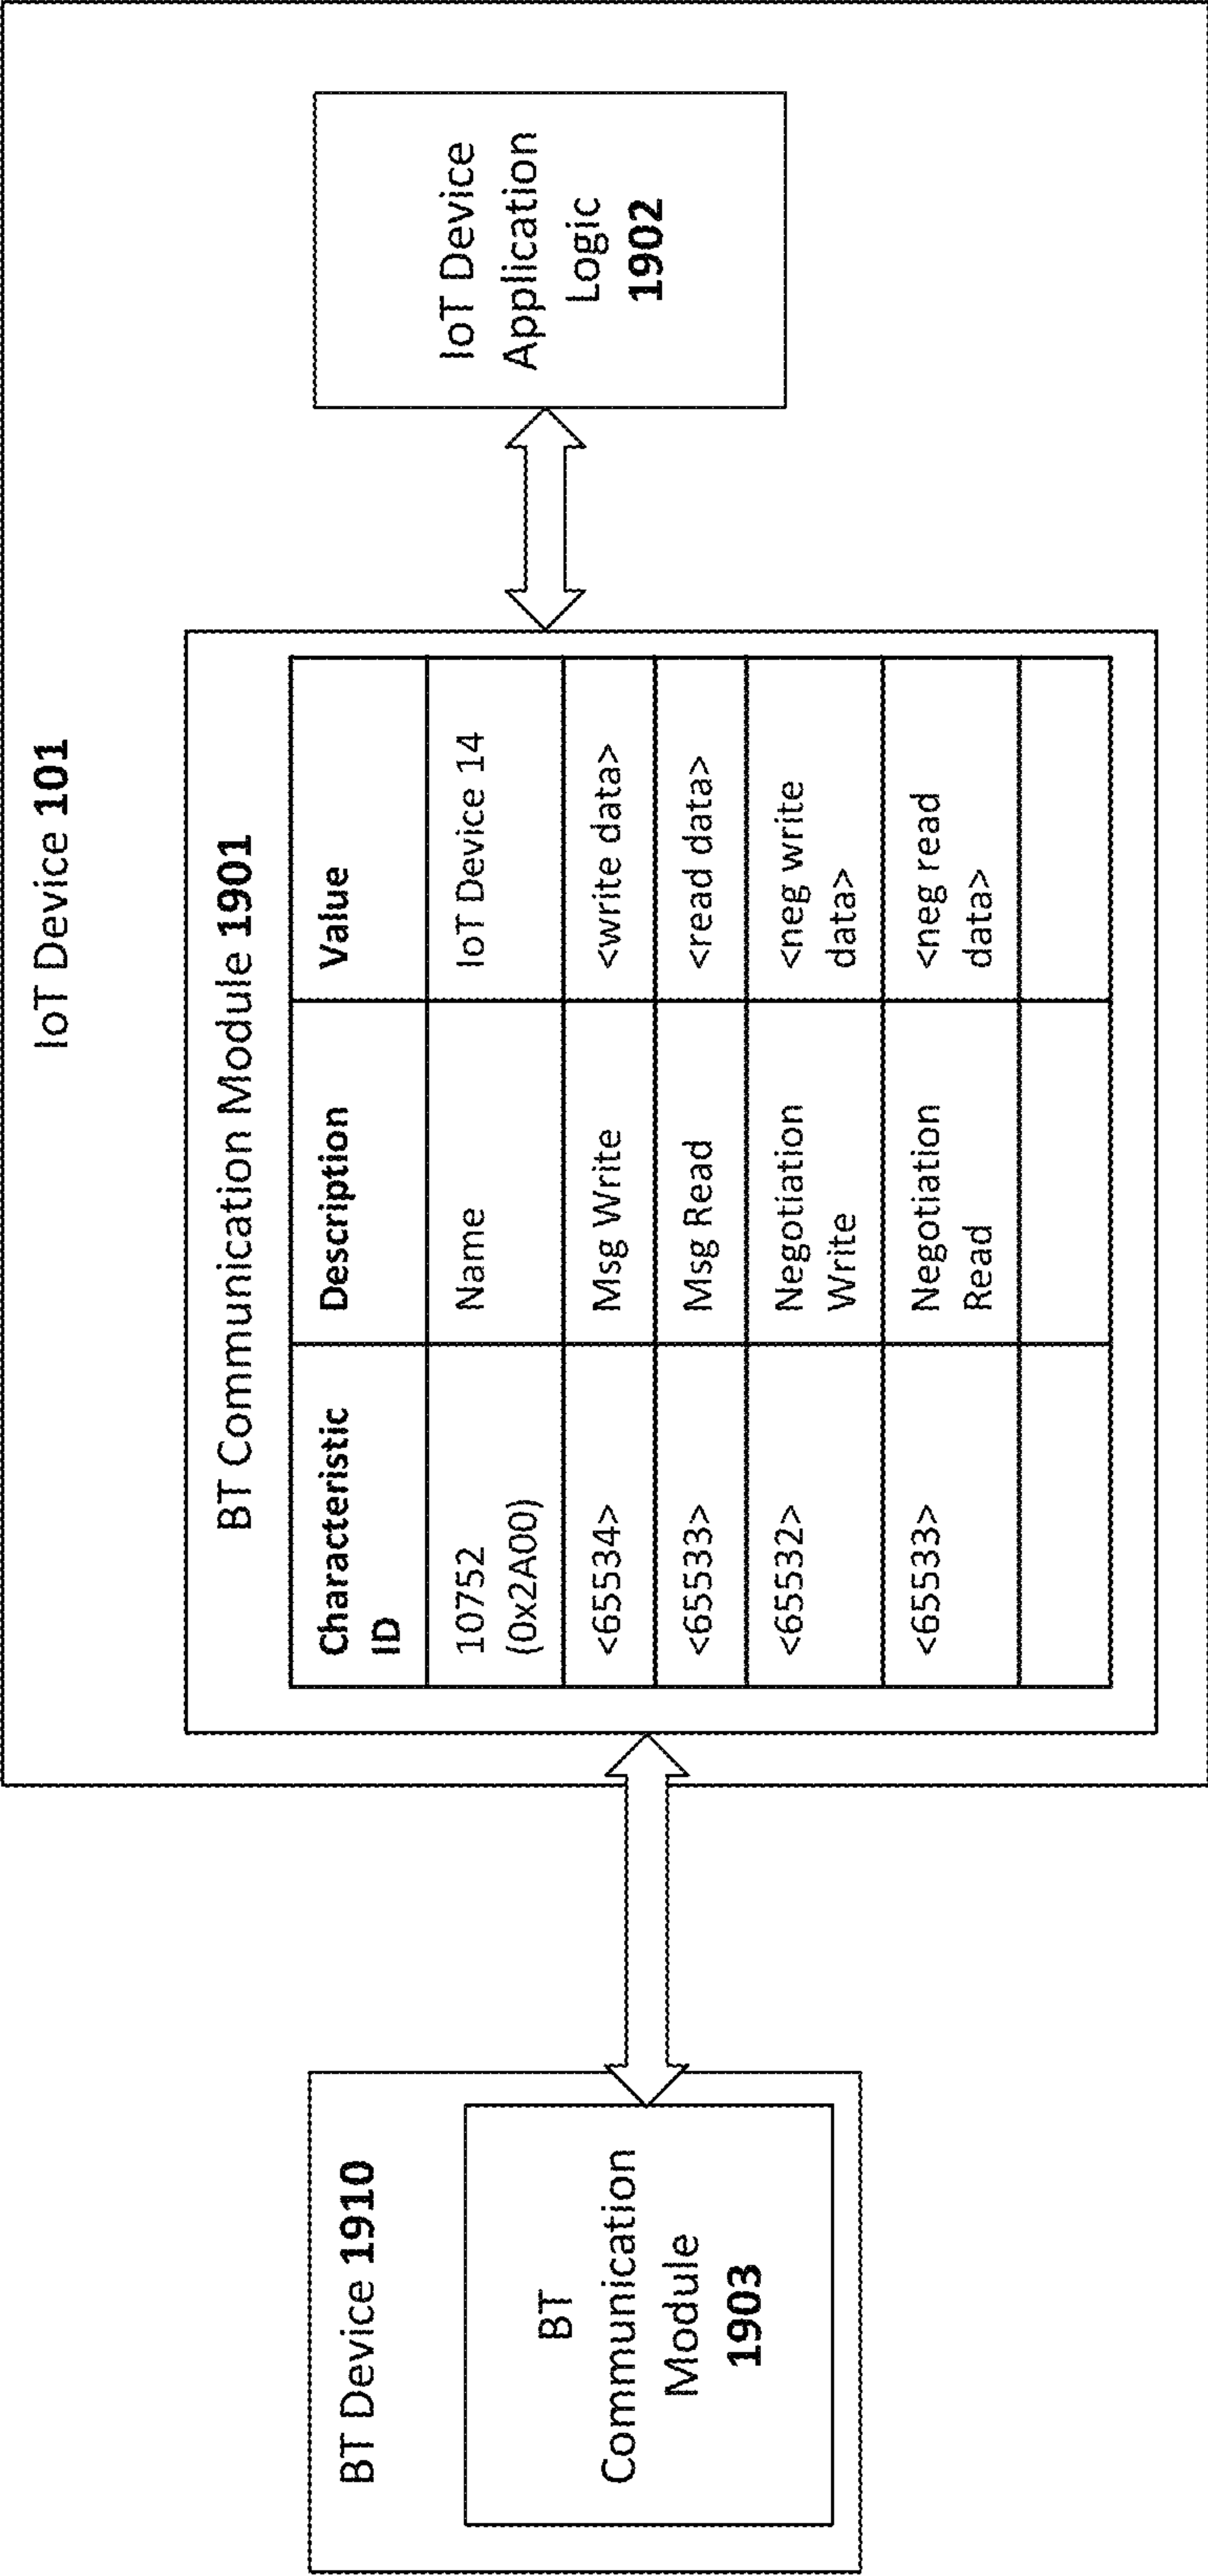 IoT Device 101
BT Device 1910
BT
Communication
Module
1903
BT Communication Module 1901
Characteristic
ID
Description
Value
10752
(0x2A00)
Name
IoT Device 14
<65534>
Msg Write
<write data>
<65533>
Msg Read
<read data>
<65532>
Negotiation
Write
<neg write
data>
<65533>
Negotiation
Read
<neg read
data>
IoT Device
Application
Logic
1902